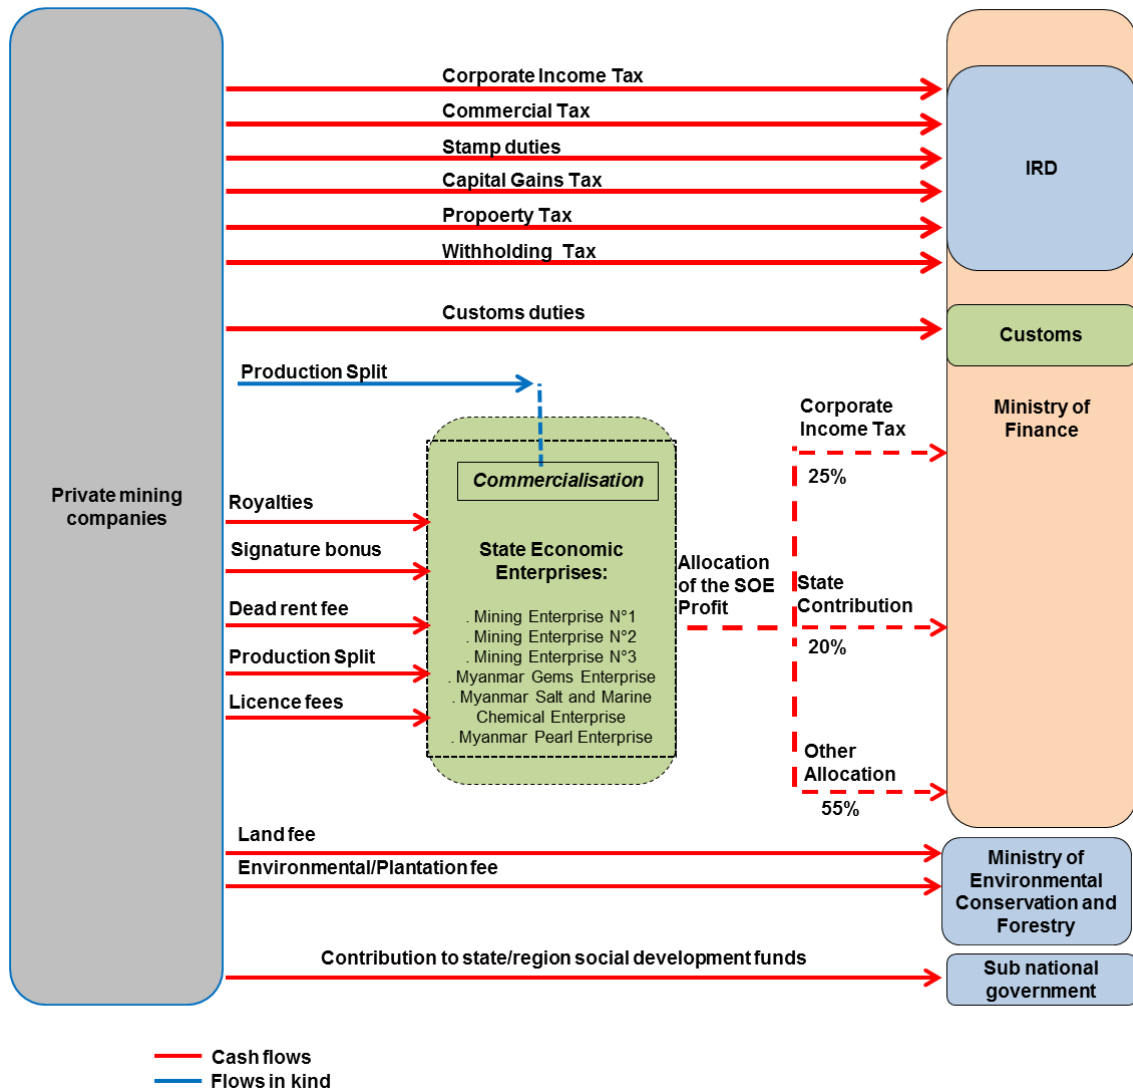 Corporate Income Tax
Commercial Tax
Stamp duties
Capital Gains Tax
Propoerty Tax
Withholding Tax
IRD
Customs duties
Customs
Production Split
Ministry of
Finance
Corporate
Income Tax
25%
Private mining
companies
Commercialisation
Royalties
Signature bonus
Dead rent fee
Production Split
Licence fees
State Economic
Enterprises:
. Mining Enterprise N°1
. Mining Enterprise N°2
. Mining Enterprise N°3
. Myanmar Gems Enterprise
. Myanmar Salt and Marine
Chemical Enterprise
. Myanmar Pearl Enterprise
Allocation
of the SOE
Profit
State
Contribution
20%
Other
Allocation
55%
Land fee
Environmental/Plantation fee
Ministry of
Environmental
Conservation and
Forestry
Contribution to state/region social development funds
Sub national
government
Cash flows
Flows in kind